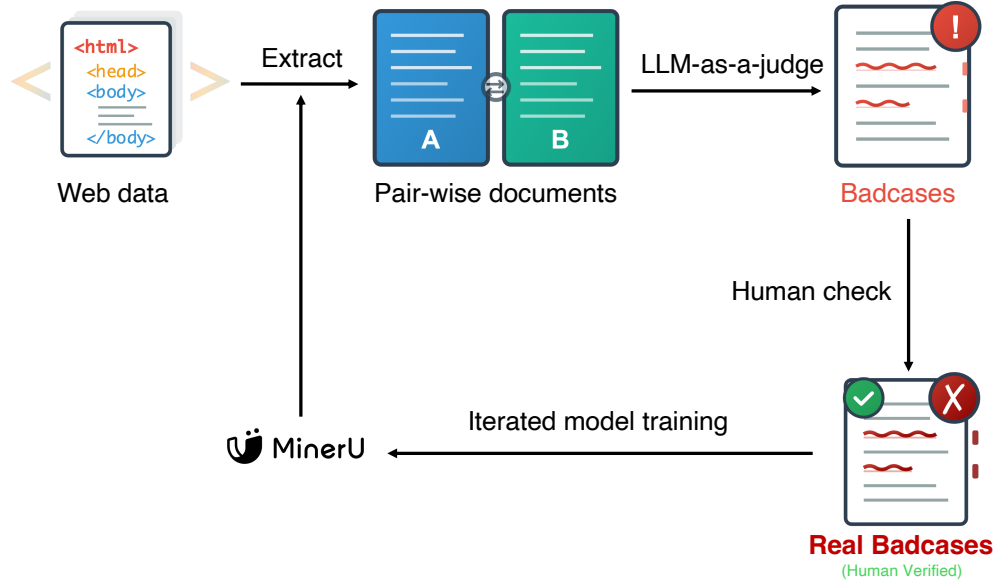 <html>
<head>
<body>
</body>
Web data
Extract
A
B
Pair-wise documents
LLM-as-a-judge
!
Badcases
Human check
Real Badcases
(Human Verified)
Iterated model training
MinerU